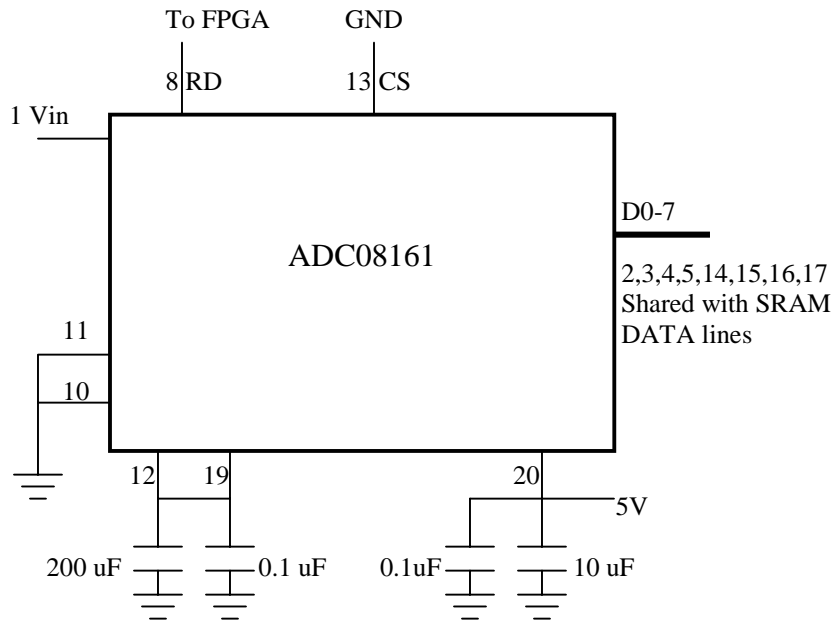 To FPGA
GND
8 RD
13 CS
1 Vin
D0-7
ADC08161
2,3,4,5,14,15,16,17
Shared with SRAM
DATA lines
11
10
12
19
20
5V
200 uF
0.1 uF
0.1uF
10 uF